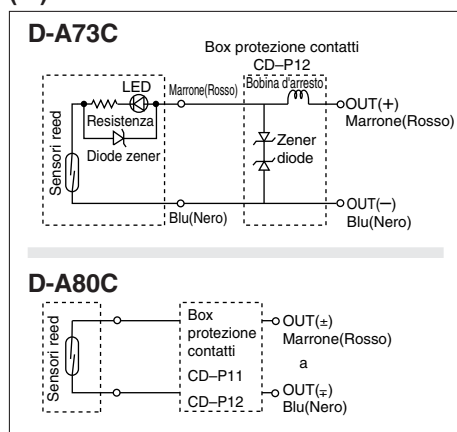 D-A73C
Box protezione contatti
CD–P12
LED
Marrone(Rosso)
Bobina d'arresto
OUT(+)
Marrone(Rosso)
Resistenza
Diode zener
Zener
diode
Sensori reed
Blu(Nero)
OUT(–)
Blu(Nero)
D-A80C
Sensori reed
Box
protezione
contatti
CD–P11
CD–P12
OUT(±)
Marrone(Rosso)
a
OUT(∓)
Blu(Nero)